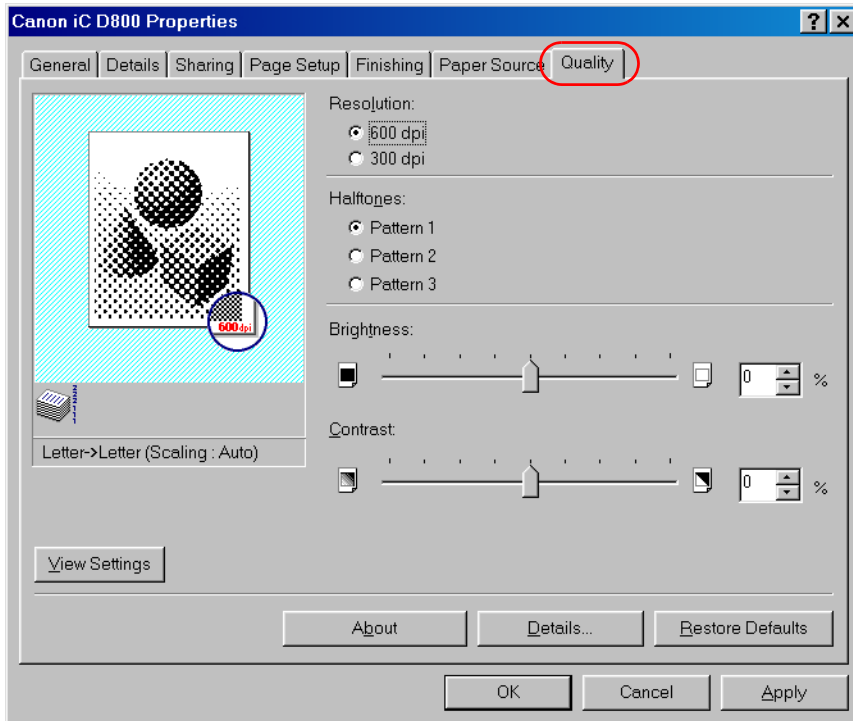 Canon iC D800 Properties
General Details Sharing Page Setup Finishing Paper Source Quality
Resolution:
600 dpi
300 dpi
Halftones:
Pattern 1
Pattern 2
Pattern 3
600dpi
Brightness:
0 %
Letter->Letter (Scaling : Auto)
Contrast:
0 %
View Settings
About Details... Restore Defaults
OK Cancel Apply